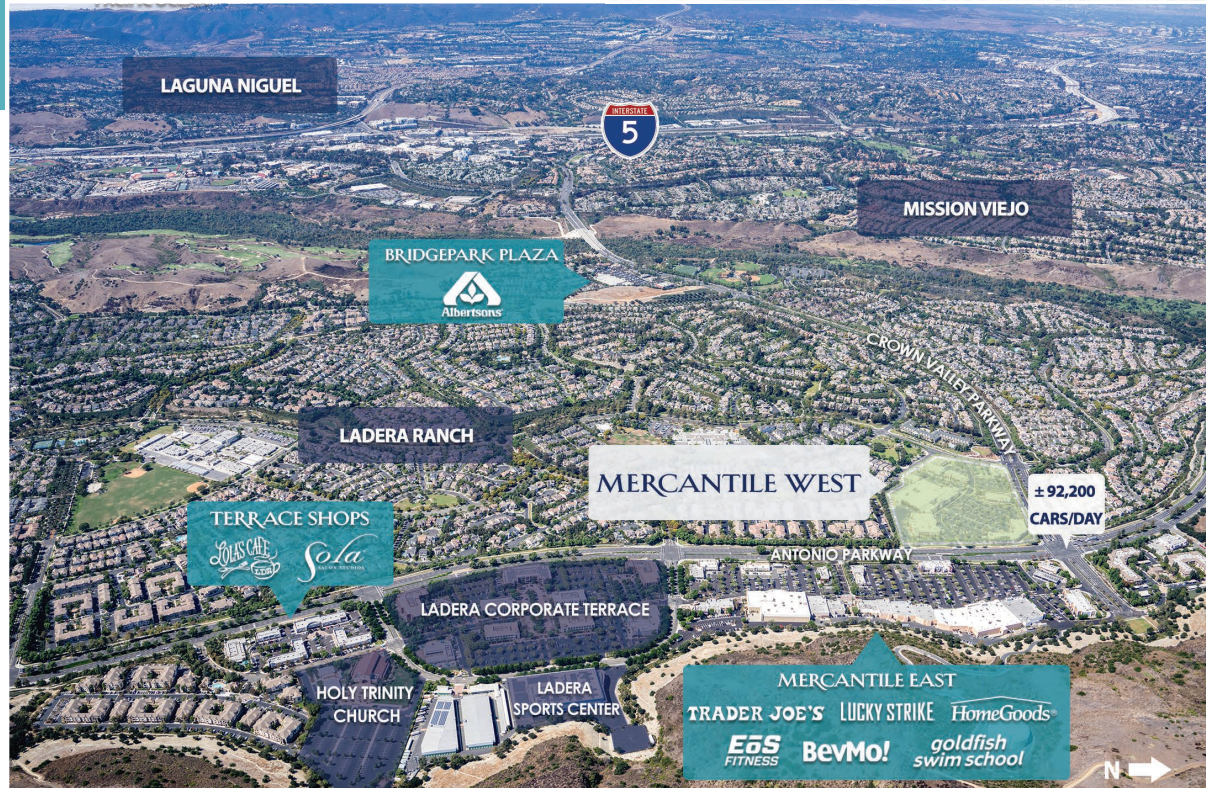 LAGUNA NIGUEL
INTERSTATE
5
MISSION VIEJO
BRIDGEPARK PLAZA
Albertsons
CROWN VALLEY PARKWAY
LADERA RANCH
MERCANTILE WEST
± 92,200
CARS/DAY
TERRACE SHOPS
LOLA'S CAFE
LTD.
Sola
SALON STUDIOS
ANTONIO PARKWAY
LADERA CORPORATE TERRACE
HOLY TRINITY
CHURCH
LADERA
SPORTS CENTER
MERCANTILE EAST
TRADER JOE'S LUCKY STRIKE HomeGoods®
EōS
FITNESS
BevMo!
goldfish
swim school
N